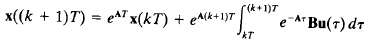 x((k + 1)T) = e^{AT}x(kT) + e^{A(k+1)T} ∫_{kT}^{(k+1)T} e^{-Aτ}Bu(τ) dτ